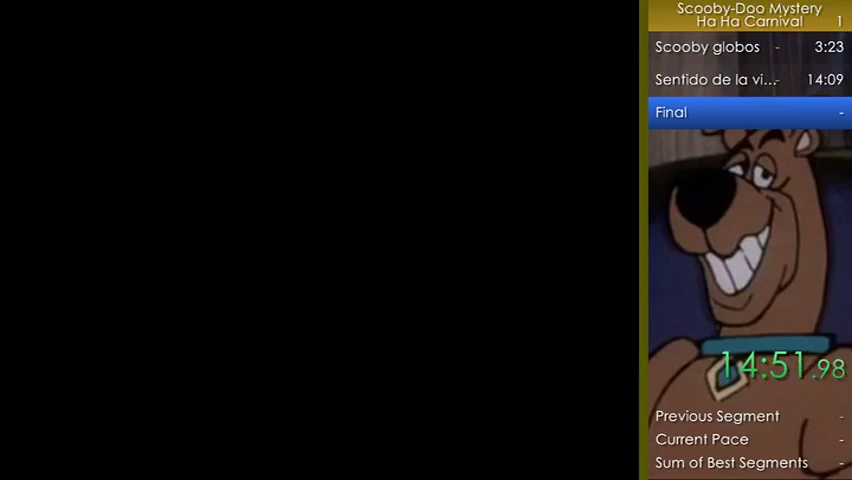 Scooby-Doo Mystery
Ha Ha Carnival 1
Scooby globos - 3:23
Sentido de la vi... - 14:09
Final -
14:51.98
Previous Segment -
Current Pace -
Sum of Best Segments -